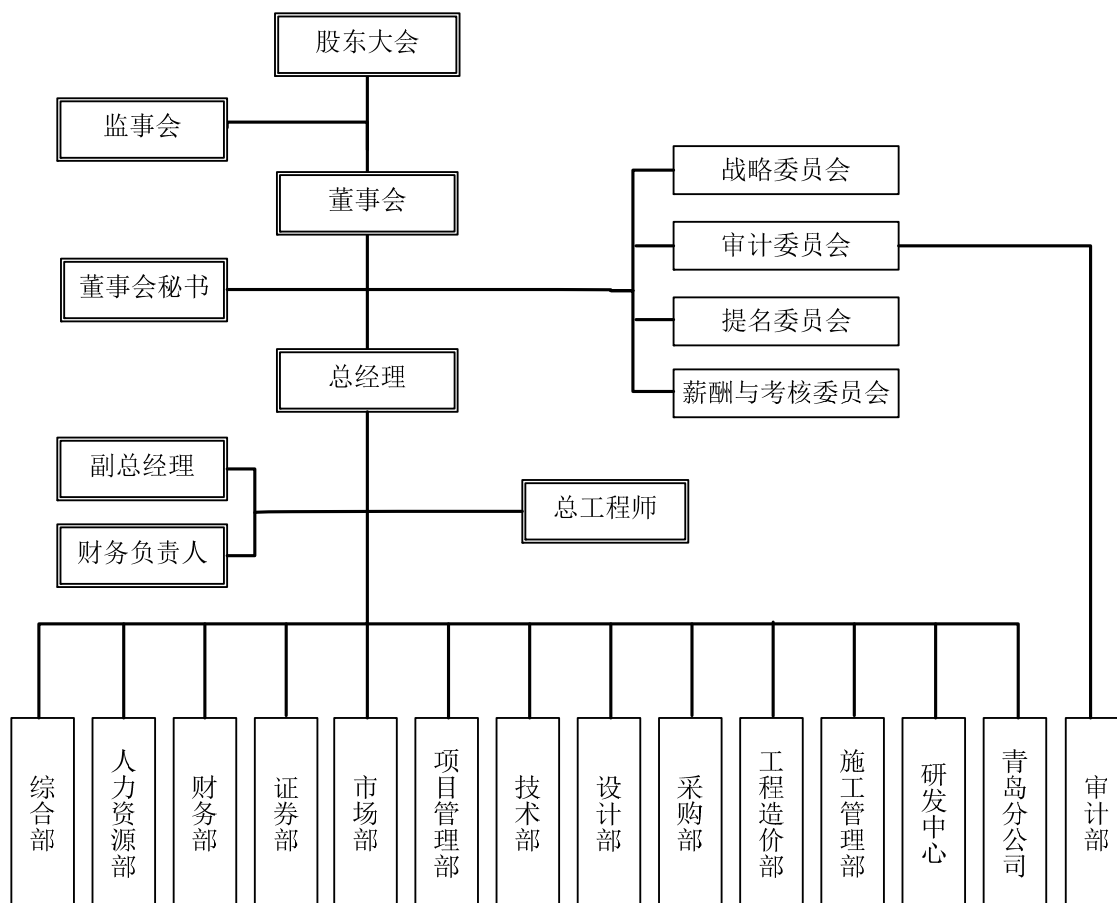 股东大会
监事会
董事会
战略委员会
审计委员会
董事会秘书
提名委员会
总经理
薪酬与考核委员会
副总经理
总工程师
财务负责人
综合部
人力资源部
财务部
证券部
市场部
项目管理部
技术部
设计部
采购部
工程造价部
施工管理部
研发中心
青岛分公司
审计部